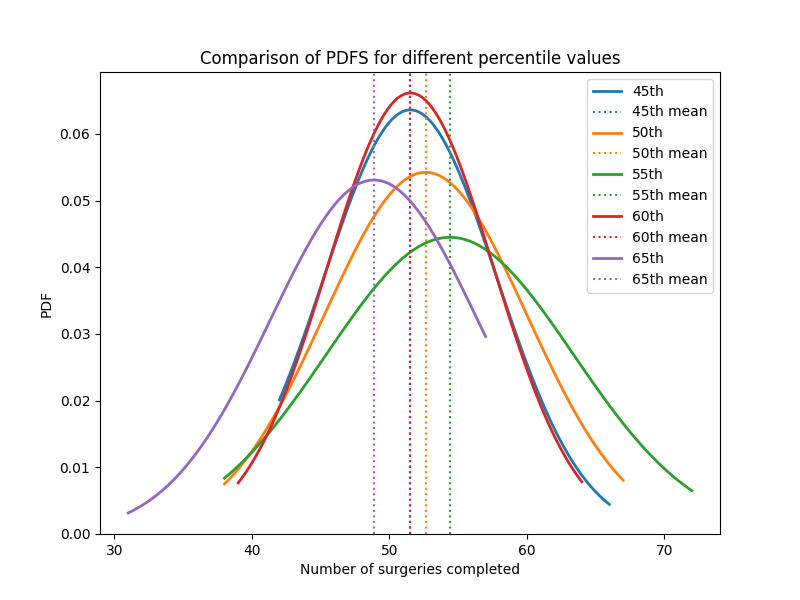 Comparison of PDFS for different percentile values
PDF
0.06
0.05
0.04
0.03
0.02
0.01
0.00
45th
45th mean
50th
50th mean
55th
55th mean
60th
60th mean
65th
65th mean
30 40 50 60 70
Number of surgeries completed